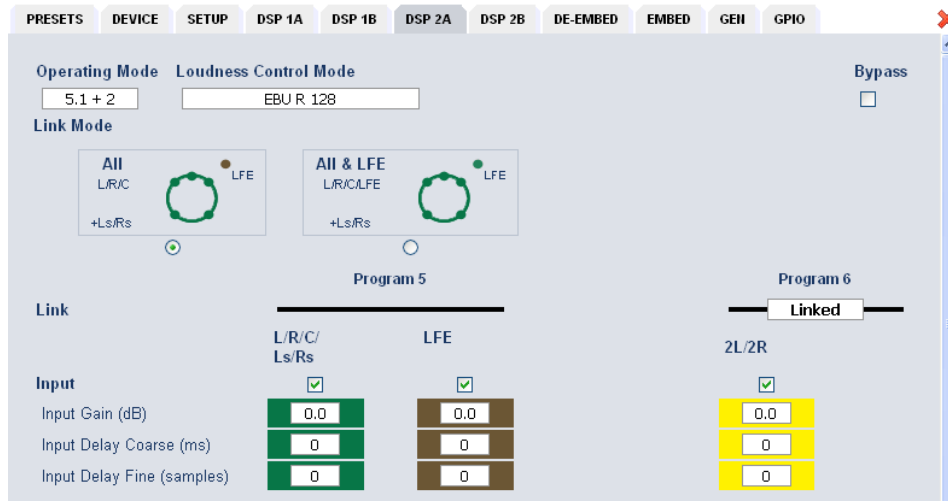 PRESETS DEVICE SETUP DSP 1A DSP 1B DSP 2A DSP 2B DE-EMBED EMBED GEN GPIO
Operating Mode Loudness Control Mode Bypass
5.1 + 2 EBU R 128
Link Mode
All All & LFE
L/R/C LFE L/R/C/LFE LFE
+Ls/Rs +Ls/Rs
Program 5 Program 6
Link Linked
L/R/C/ LFE
Ls/Rs 2L/2R
Input
Input Gain (dB) 0.0 0.0 0.0
Input Delay Coarse (ms) 0 0 0
Input Delay Fine (samples) 0 0 0